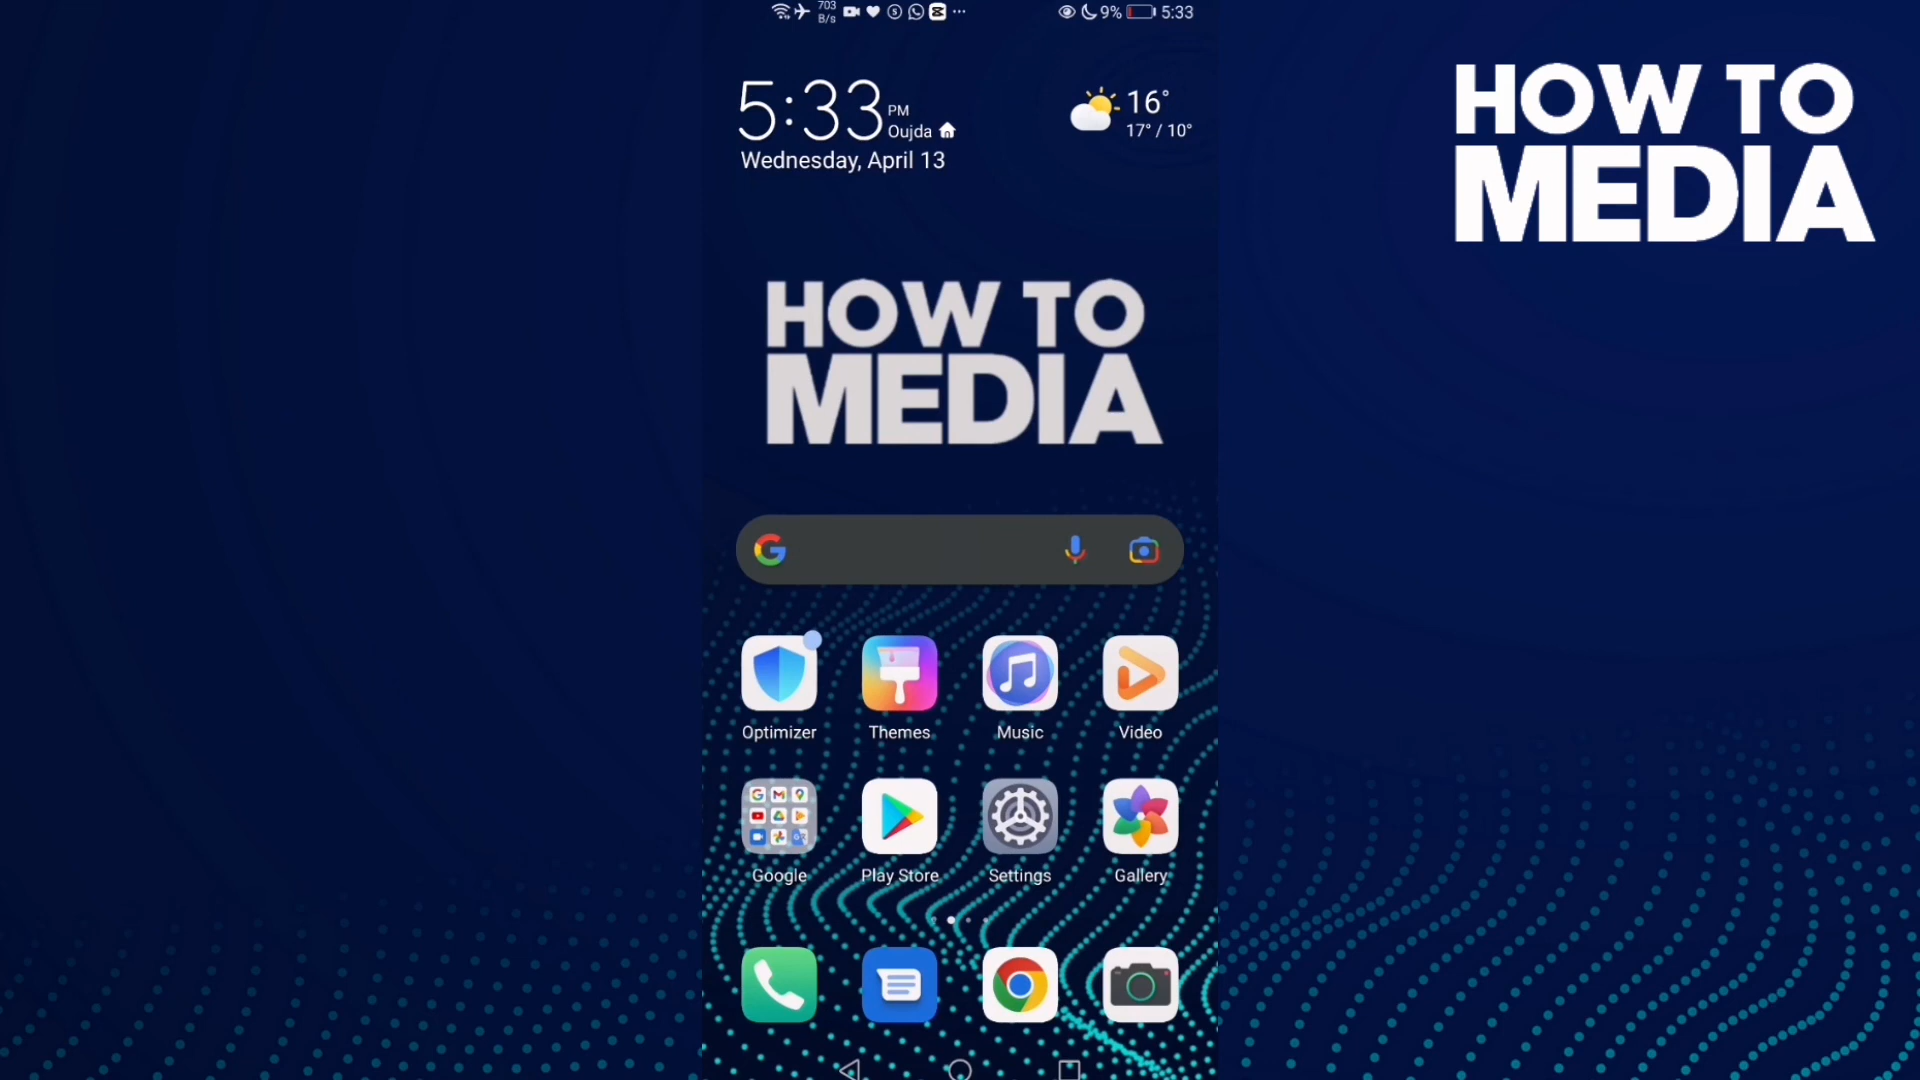 703
B/s
9%
5:33
HOW TO
MEDIA
5:33
PM
Oujda
16°
17° / 10°
Wednesday, April 13
HOW TO
MEDIA
Optimizer
Themes
Music
Video
Google
Play Store
Settings
Gallery